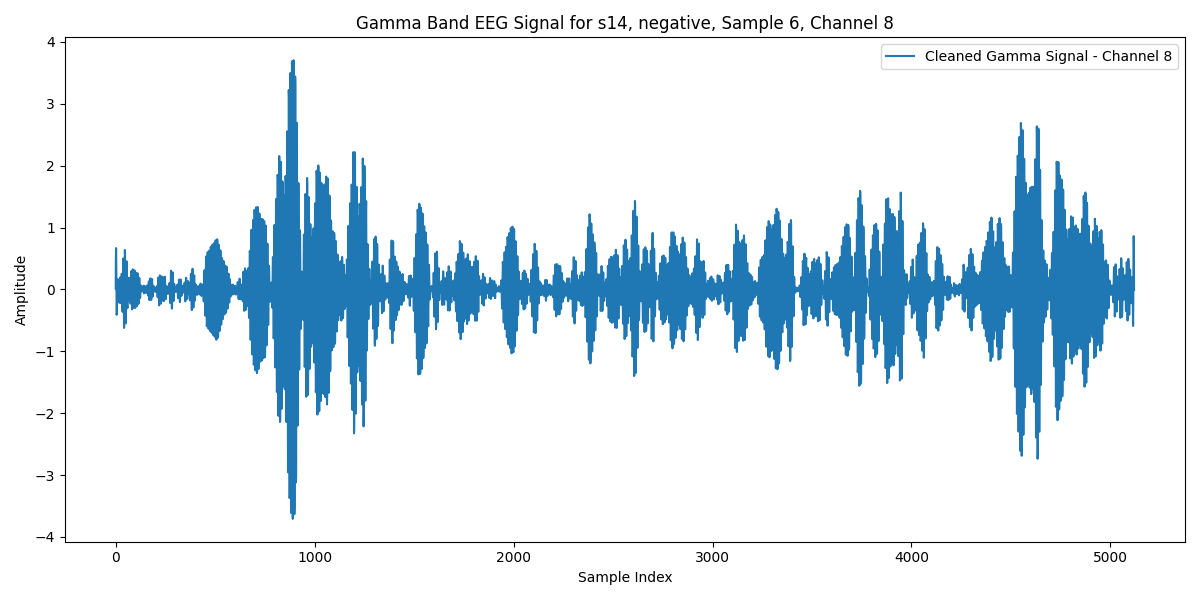 Gamma Band EEG Signal for s14, negative, Sample 6, Channel 8
Cleaned Gamma Signal - Channel 8
Amplitude
4
3
2
1
0
−1
−2
−3
−4
0 1000 2000 3000 4000 5000
Sample Index